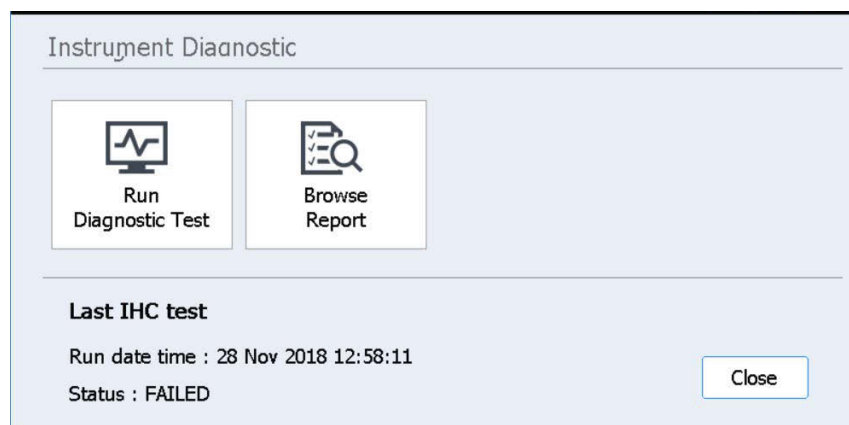 Instrument Diagnostic
Run
Diagnostic Test
Browse
Report
Last IHC test
Run date time : 28 Nov 2018 12:58:11
Status : FAILED
Close